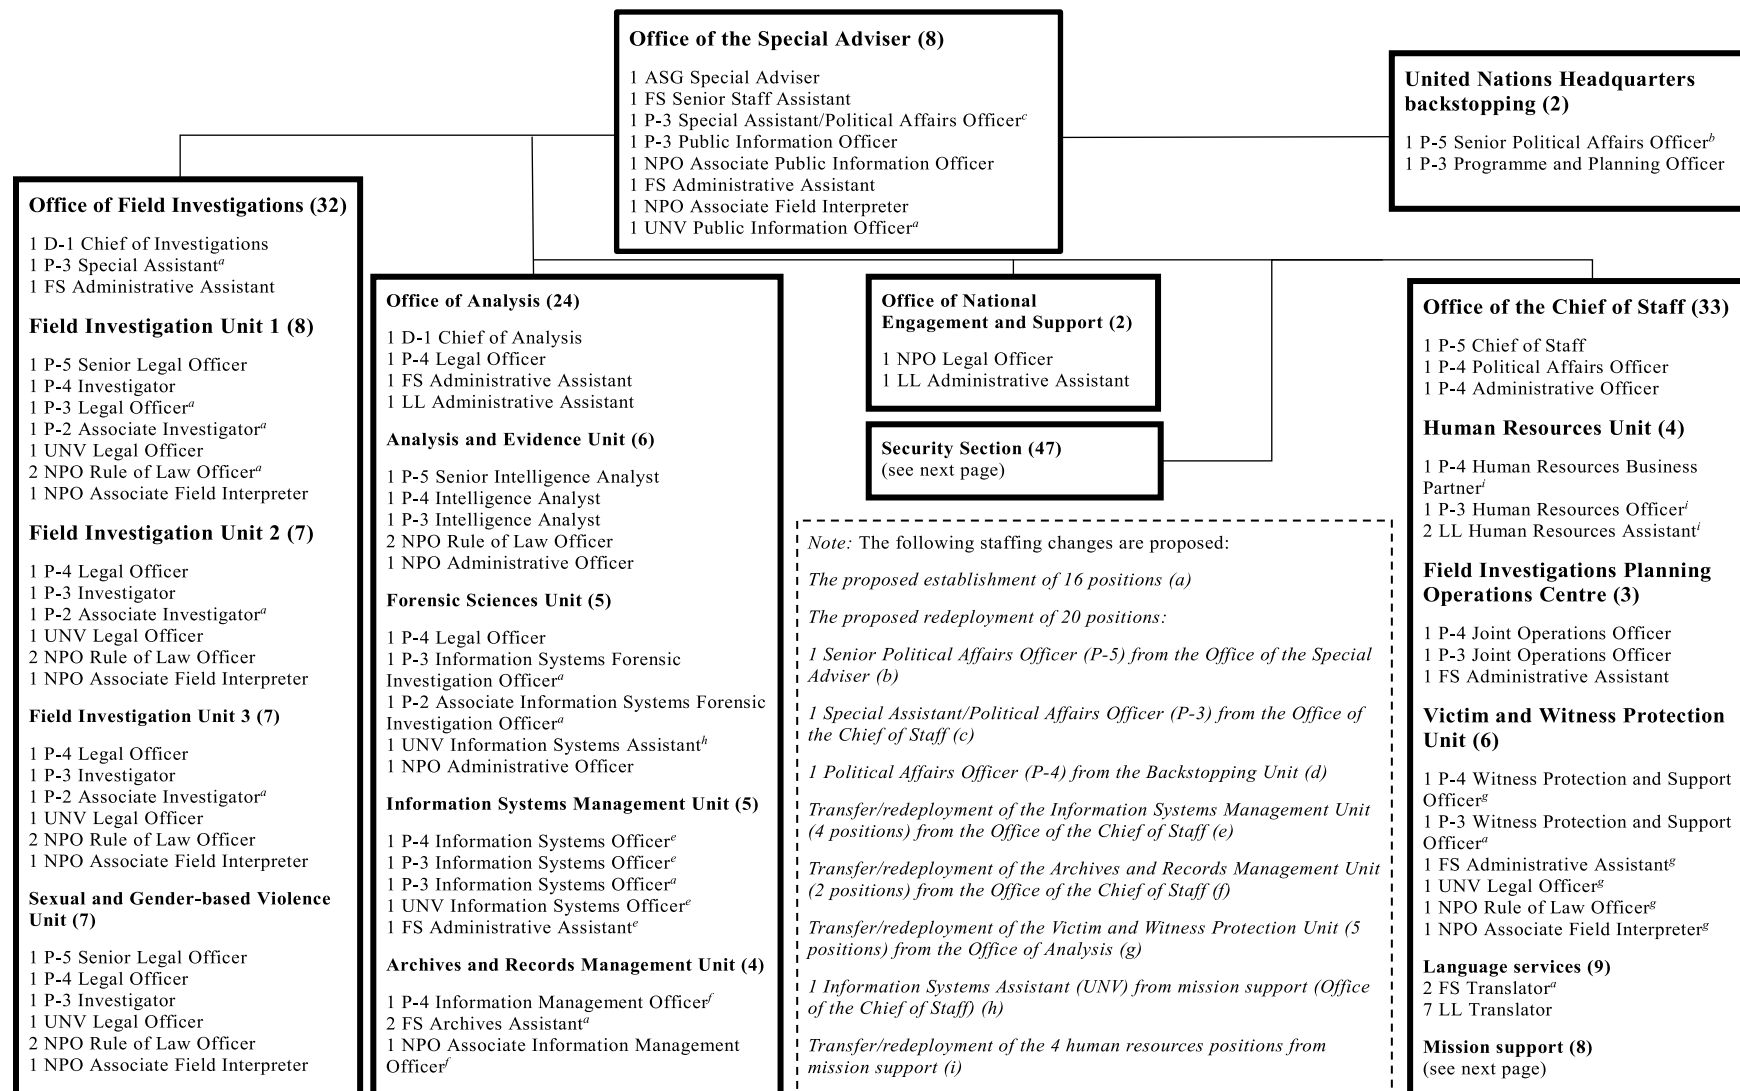 Office of the Special Adviser (8)
1 ASG Special Adviser
1 FS Senior Staff Assistant
1 P-3 Special Assistant/Political Affairs Officerc
1 P-3 Public Information Officer
1 NPO Associate Public Information Officer
1 FS Administrative Assistant
1 NPO Associate Field Interpreter
1 UNV Public Information Officera
United Nations Headquarters
backstopping (2)
1 P-5 Senior Political Affairs Officerb
1 P-3 Programme and Planning Officer
Office of Field Investigations (32)
1 D-1 Chief of Investigations
1 P-3 Special Assistanta
1 FS Administrative Assistant
Field Investigation Unit 1 (8)
1 P-5 Senior Legal Officer
1 P-4 Investigator
1 P-3 Legal Officera
1 P-2 Associate Investigatora
1 UNV Legal Officer
2 NPO Rule of Law Officera
1 NPO Associate Field Interpreter
Field Investigation Unit 2 (7)
1 P-4 Legal Officer
1 P-3 Investigator
1 P-2 Associate Investigatora
1 UNV Legal Officer
2 NPO Rule of Law Officer
1 NPO Associate Field Interpreter
Field Investigation Unit 3 (7)
1 P-4 Legal Officer
1 P-3 Investigator
1 P-2 Associate Investigatora
1 UNV Legal Officer
2 NPO Rule of Law Officer
1 NPO Associate Field Interpreter
Sexual and Gender-based Violence
Unit (7)
1 P-5 Senior Legal Officer
1 P-4 Legal Officer
1 P-3 Investigator
1 UNV Legal Officer
2 NPO Rule of Law Officer
1 NPO Associate Field Interpreter
Office of Analysis (24)
1 D-1 Chief of Analysis
1 P-4 Legal Officer
1 FS Administrative Assistant
1 LL Administrative Assistant
Analysis and Evidence Unit (6)
1 P-5 Senior Intelligence Analyst
1 P-4 Intelligence Analyst
1 P-3 Intelligence Analyst
2 NPO Rule of Law Officer
1 NPO Administrative Officer
Forensic Sciences Unit (5)
1 P-4 Legal Officer
1 P-3 Information Systems Forensic
Investigation Officera
1 P-2 Associate Information Systems Forensic
Investigation Officera
1 UNV Information Systems Assistanth
1 NPO Administrative Officer
Information Systems Management Unit (5)
1 P-4 Information Systems Officere
1 P-3 Information Systems Officere
1 P-3 Information Systems Officera
1 UNV Information Systems Officere
1 FS Administrative Assistante
Archives and Records Management Unit (4)
1 P-4 Information Management Officerf
2 FS Archives Assistanta
1 NPO Associate Information Management
Officerf
Office of National
Engagement and Support (2)
1 NPO Legal Officer
1 LL Administrative Assistant
Security Section (47)
(see next page)
Note: The following staffing changes are proposed:
The proposed establishment of 16 positions (a)
The proposed redeployment of 20 positions:
1 Senior Political Affairs Officer (P-5) from the Office of the Special
Adviser (b)
1 Special Assistant/Political Affairs Officer (P-3) from the Office of
the Chief of Staff (c)
1 Political Affairs Officer (P-4) from the Backstopping Unit (d)
Transfer/redeployment of the Information Systems Management Unit
(4 positions) from the Office of the Chief of Staff (e)
Transfer/redeployment of the Archives and Records Management Unit
(2 positions) from the Office of the Chief of Staff (f)
Transfer/redeployment of the Victim and Witness Protection Unit (5
positions) from the Office of Analysis (g)
1 Information Systems Assistant (UNV) from mission support (Office
of the Chief of Staff) (h)
Transfer/redeployment of the 4 human resources positions from
mission support (i)
Office of the Chief of Staff (33)
1 P-5 Chief of Staff
1 P-4 Political Affairs Officer
1 P-4 Administrative Officer
Human Resources Unit (4)
1 P-4 Human Resources Business
Partneri
1 P-3 Human Resources Officeri
2 LL Human Resources Assistanti
Field Investigations Planning
Operations Centre (3)
1 P-4 Joint Operations Officer
1 P-3 Joint Operations Officer
1 FS Administrative Assistant
Victim and Witness Protection
Unit (6)
1 P-4 Witness Protection and Support
Officerg
1 P-3 Witness Protection and Support
Officera
1 FS Administrative Assistantg
1 UNV Legal Officerg
1 NPO Rule of Law Officerg
1 NPO Associate Field Interpreterg
Language services (9)
2 FS Translatora
7 LL Translator
Mission support (8)
(see next page)